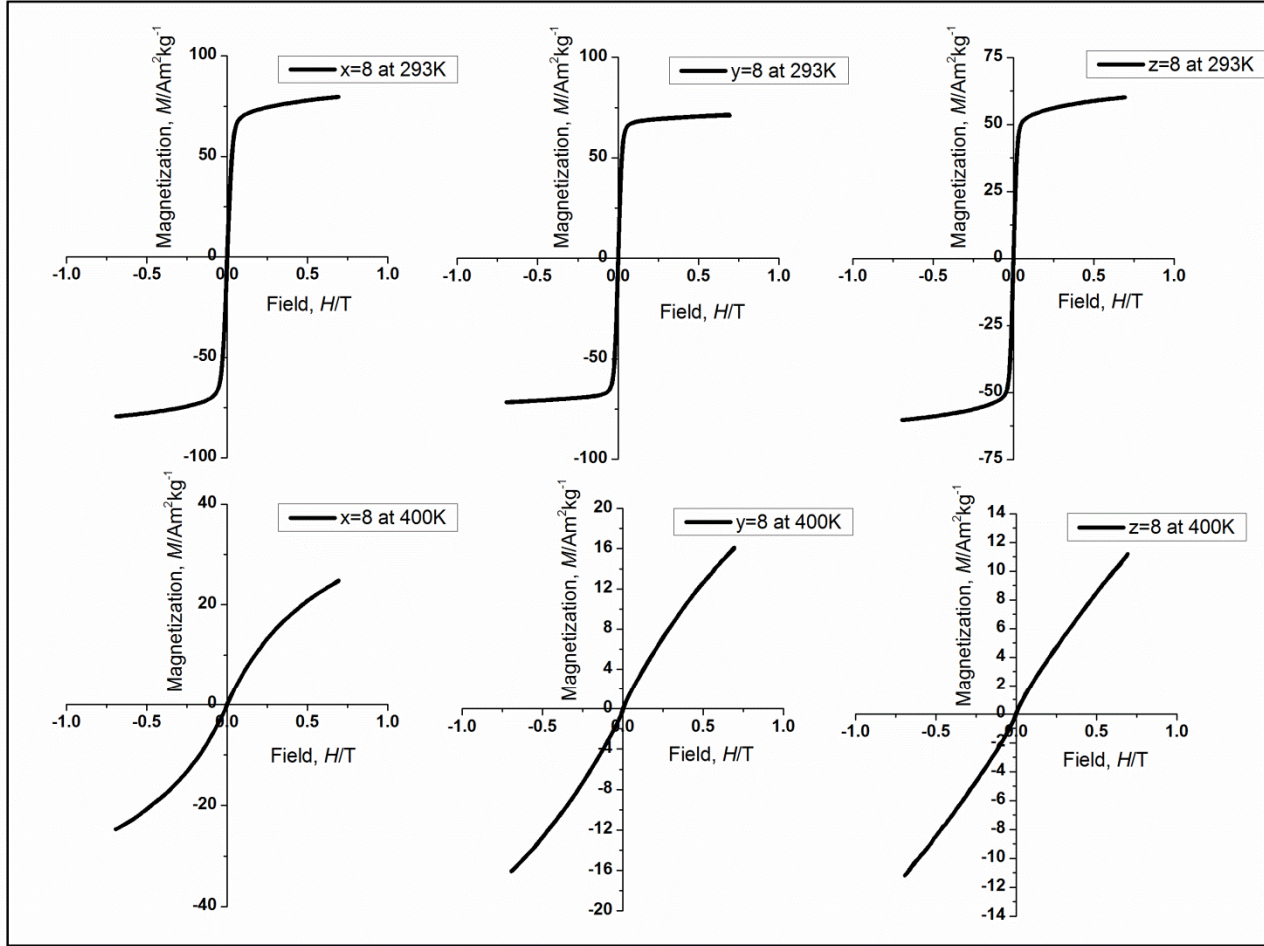 x=8 at 293K
Magnetization, M/Am²kg⁻¹
100
50
0
-50
-100
-1.0 -0.5 0.0 0.5 1.0
Field, H/T
y=8 at 293K
Magnetization, M/Am²kg⁻¹
100
50
0
-50
-100
-1.0 -0.5 0.0 0.5 1.0
Field, H/T
z=8 at 293K
Magnetization, M/Am²kg⁻¹
75
50
25
0
-25
-50
-75
-1.0 -0.5 0.0 0.5 1.0
Field, H/T
x=8 at 400K
Magnetization, M/Am²kg⁻¹
40
20
0
-20
-40
-1.0 -0.5 0.0 0.5 1.0
Field, H/T
y=8 at 400K
Magnetization, M/Am²kg⁻¹
20
16
12
8
4
0
-4
-8
-12
-16
-20
-1.0 -0.5 0.0 0.5 1.0
Field, H/T
z=8 at 400K
Magnetization, M/Am²kg⁻¹
14
12
10
8
6
4
2
0
-2
-4
-6
-8
-10
-12
-14
-1.0 -0.5 0.0 0.5 1.0
Field, H/T